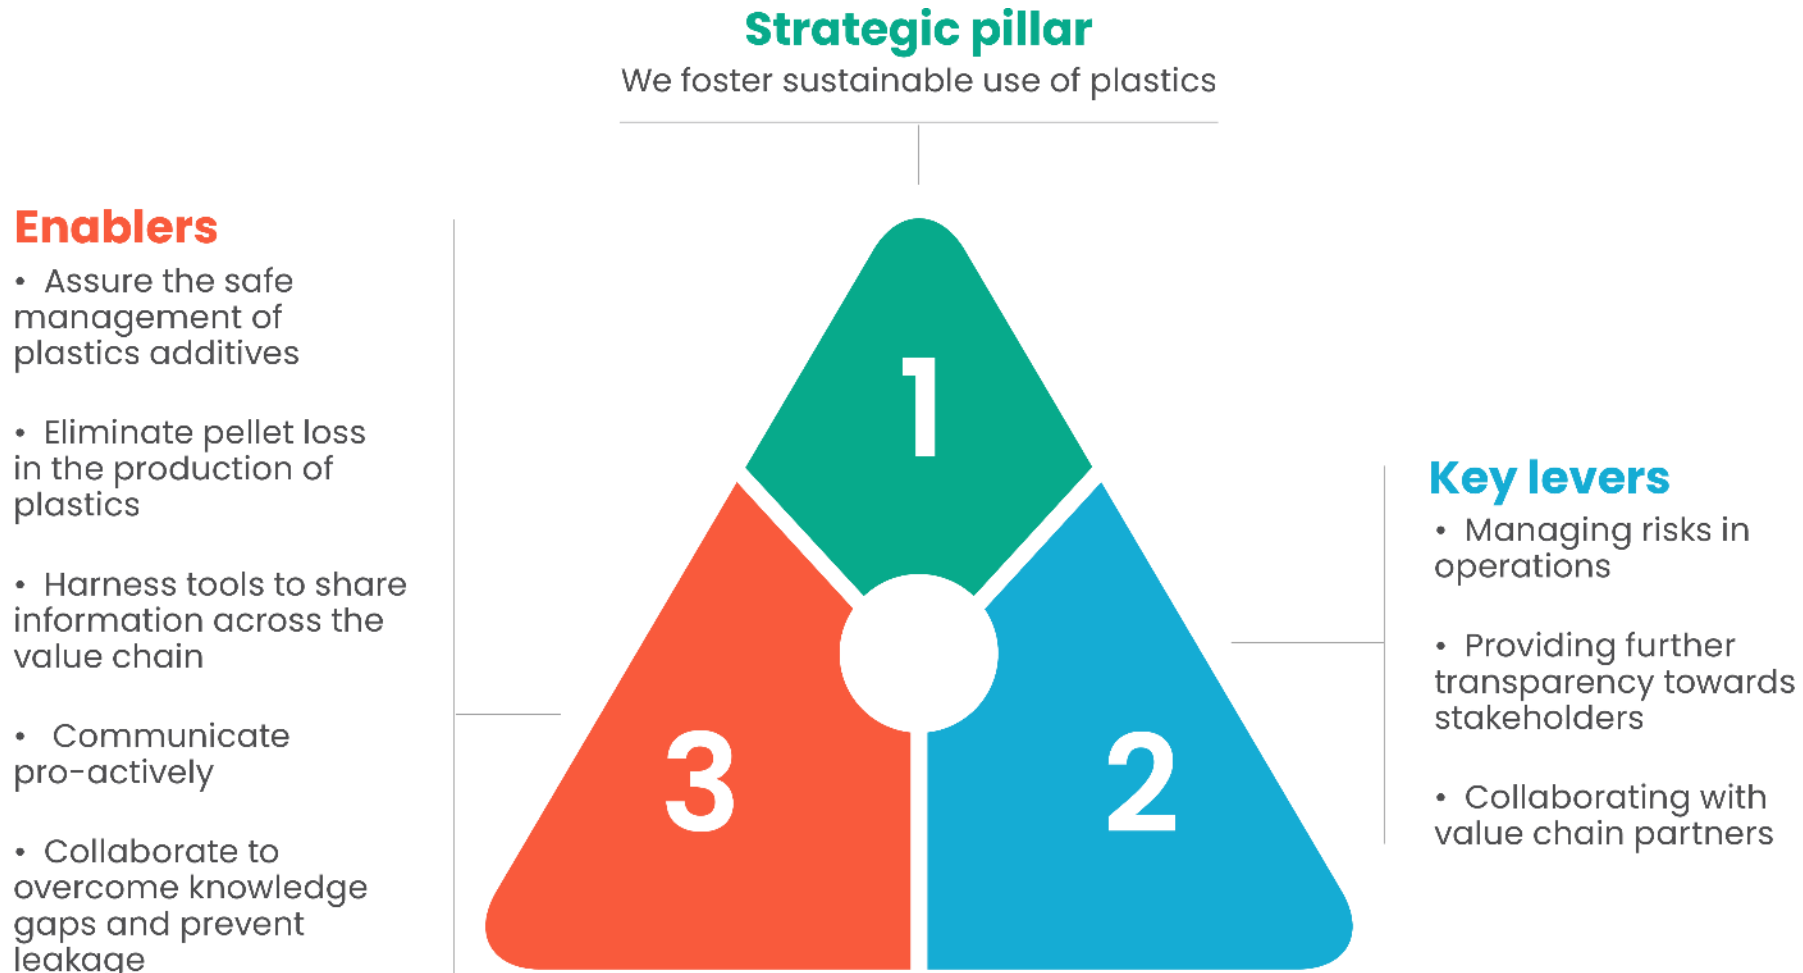 Strategic pillar
We foster sustainable use of plastics
Enablers
• Assure the safe
management of
plastics additives
• Eliminate pellet loss
in the production of
plastics
• Harness tools to share
information across the
value chain
• Communicate
pro-actively
• Collaborate to
overcome knowledge
gaps and prevent
leakage
1
3
2
Key levers
• Managing risks in
operations
• Providing further
transparency towards
stakeholders
• Collaborating with
value chain partners